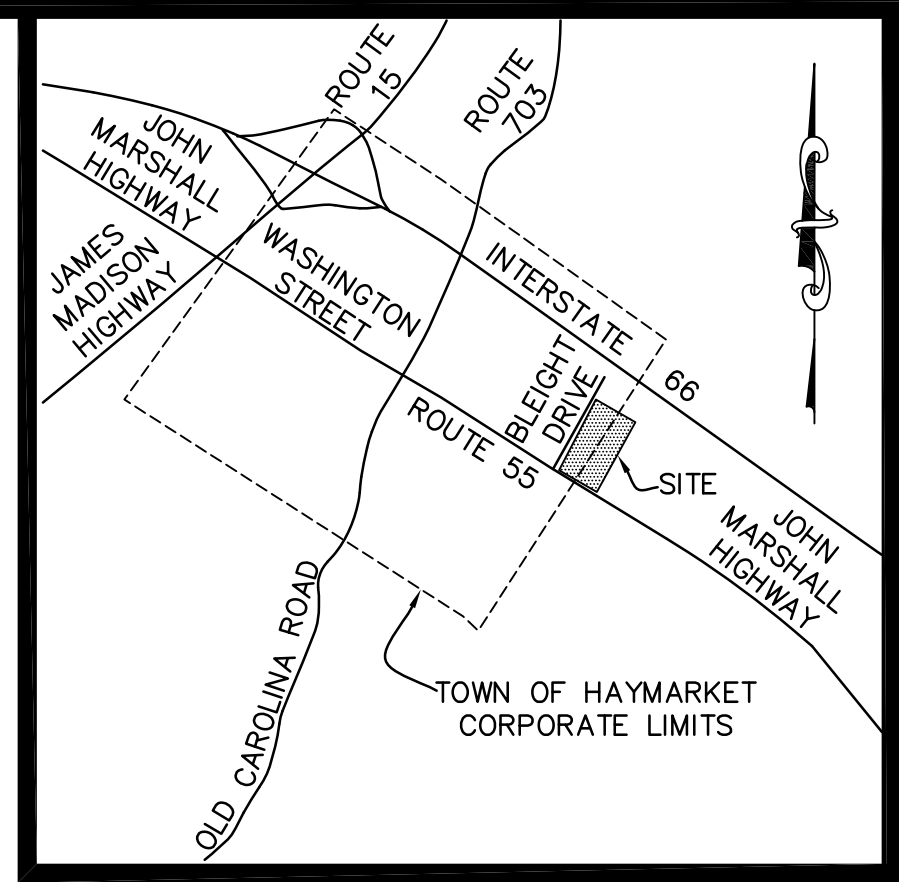 ROUTE
15
ROUTE
703
JOHN
MARSHALL
HIGHWAY
JAMES
MADISON
HIGHWAY
WASHINGTON
STREET
INTERSTATE
66
BLEIGHT
DRIVE
ROUTE 55
SITE
JOHN
MARSHALL
HIGHWAY
OLD CAROLINA ROAD
TOWN OF HAYMARKET
CORPORATE LIMITS